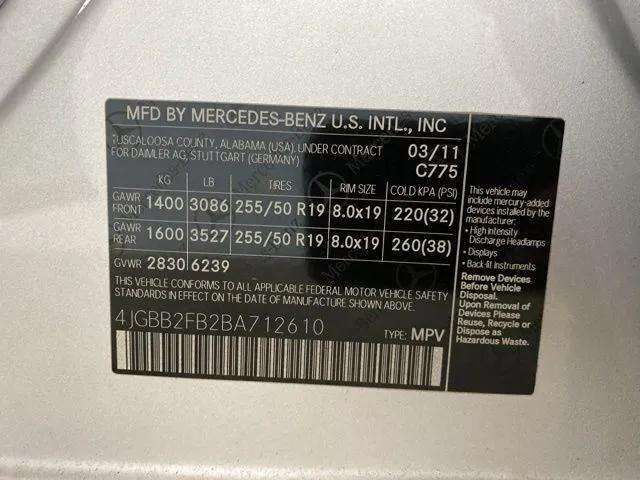 MFD BY MERCEDES-BENZ U.S. INTL., INC
TUSCALOOSA COUNTY, ALABAMA (USA), UNDER CONTRACT
FOR DAIMLER AG, STUTTGART (GERMANY)
03/11
C775
KG LB TIRES RIM SIZE COLD KPA (PSI)
GAWR FRONT 1400 3086 255/50 R19 8.0x19 220(32)
GAWR REAR 1600 3527 255/50 R19 8.0x19 260(38)
GVWR 2830 6239
THIS VEHICLE CONFORMS TO ALL APPLICABLE FEDERAL MOTOR VEHICLE SAFETY
STANDARDS IN EFFECT ON THE DATE OF MANUFACTURE SHOWN ABOVE.
4JGBB2FB2BA712610
TYPE: MPV
This vehicle may
include mercury-added
devices installed by the
manufacturer:
• High Intensity
Discharge Headlamps
• Displays
• Back-lit Instruments
Remove Devices
Before Vehicle
Disposal.
Upon Removal of
Devices Please
Reuse, Recycle or
Dispose as
Hazardous Waste.